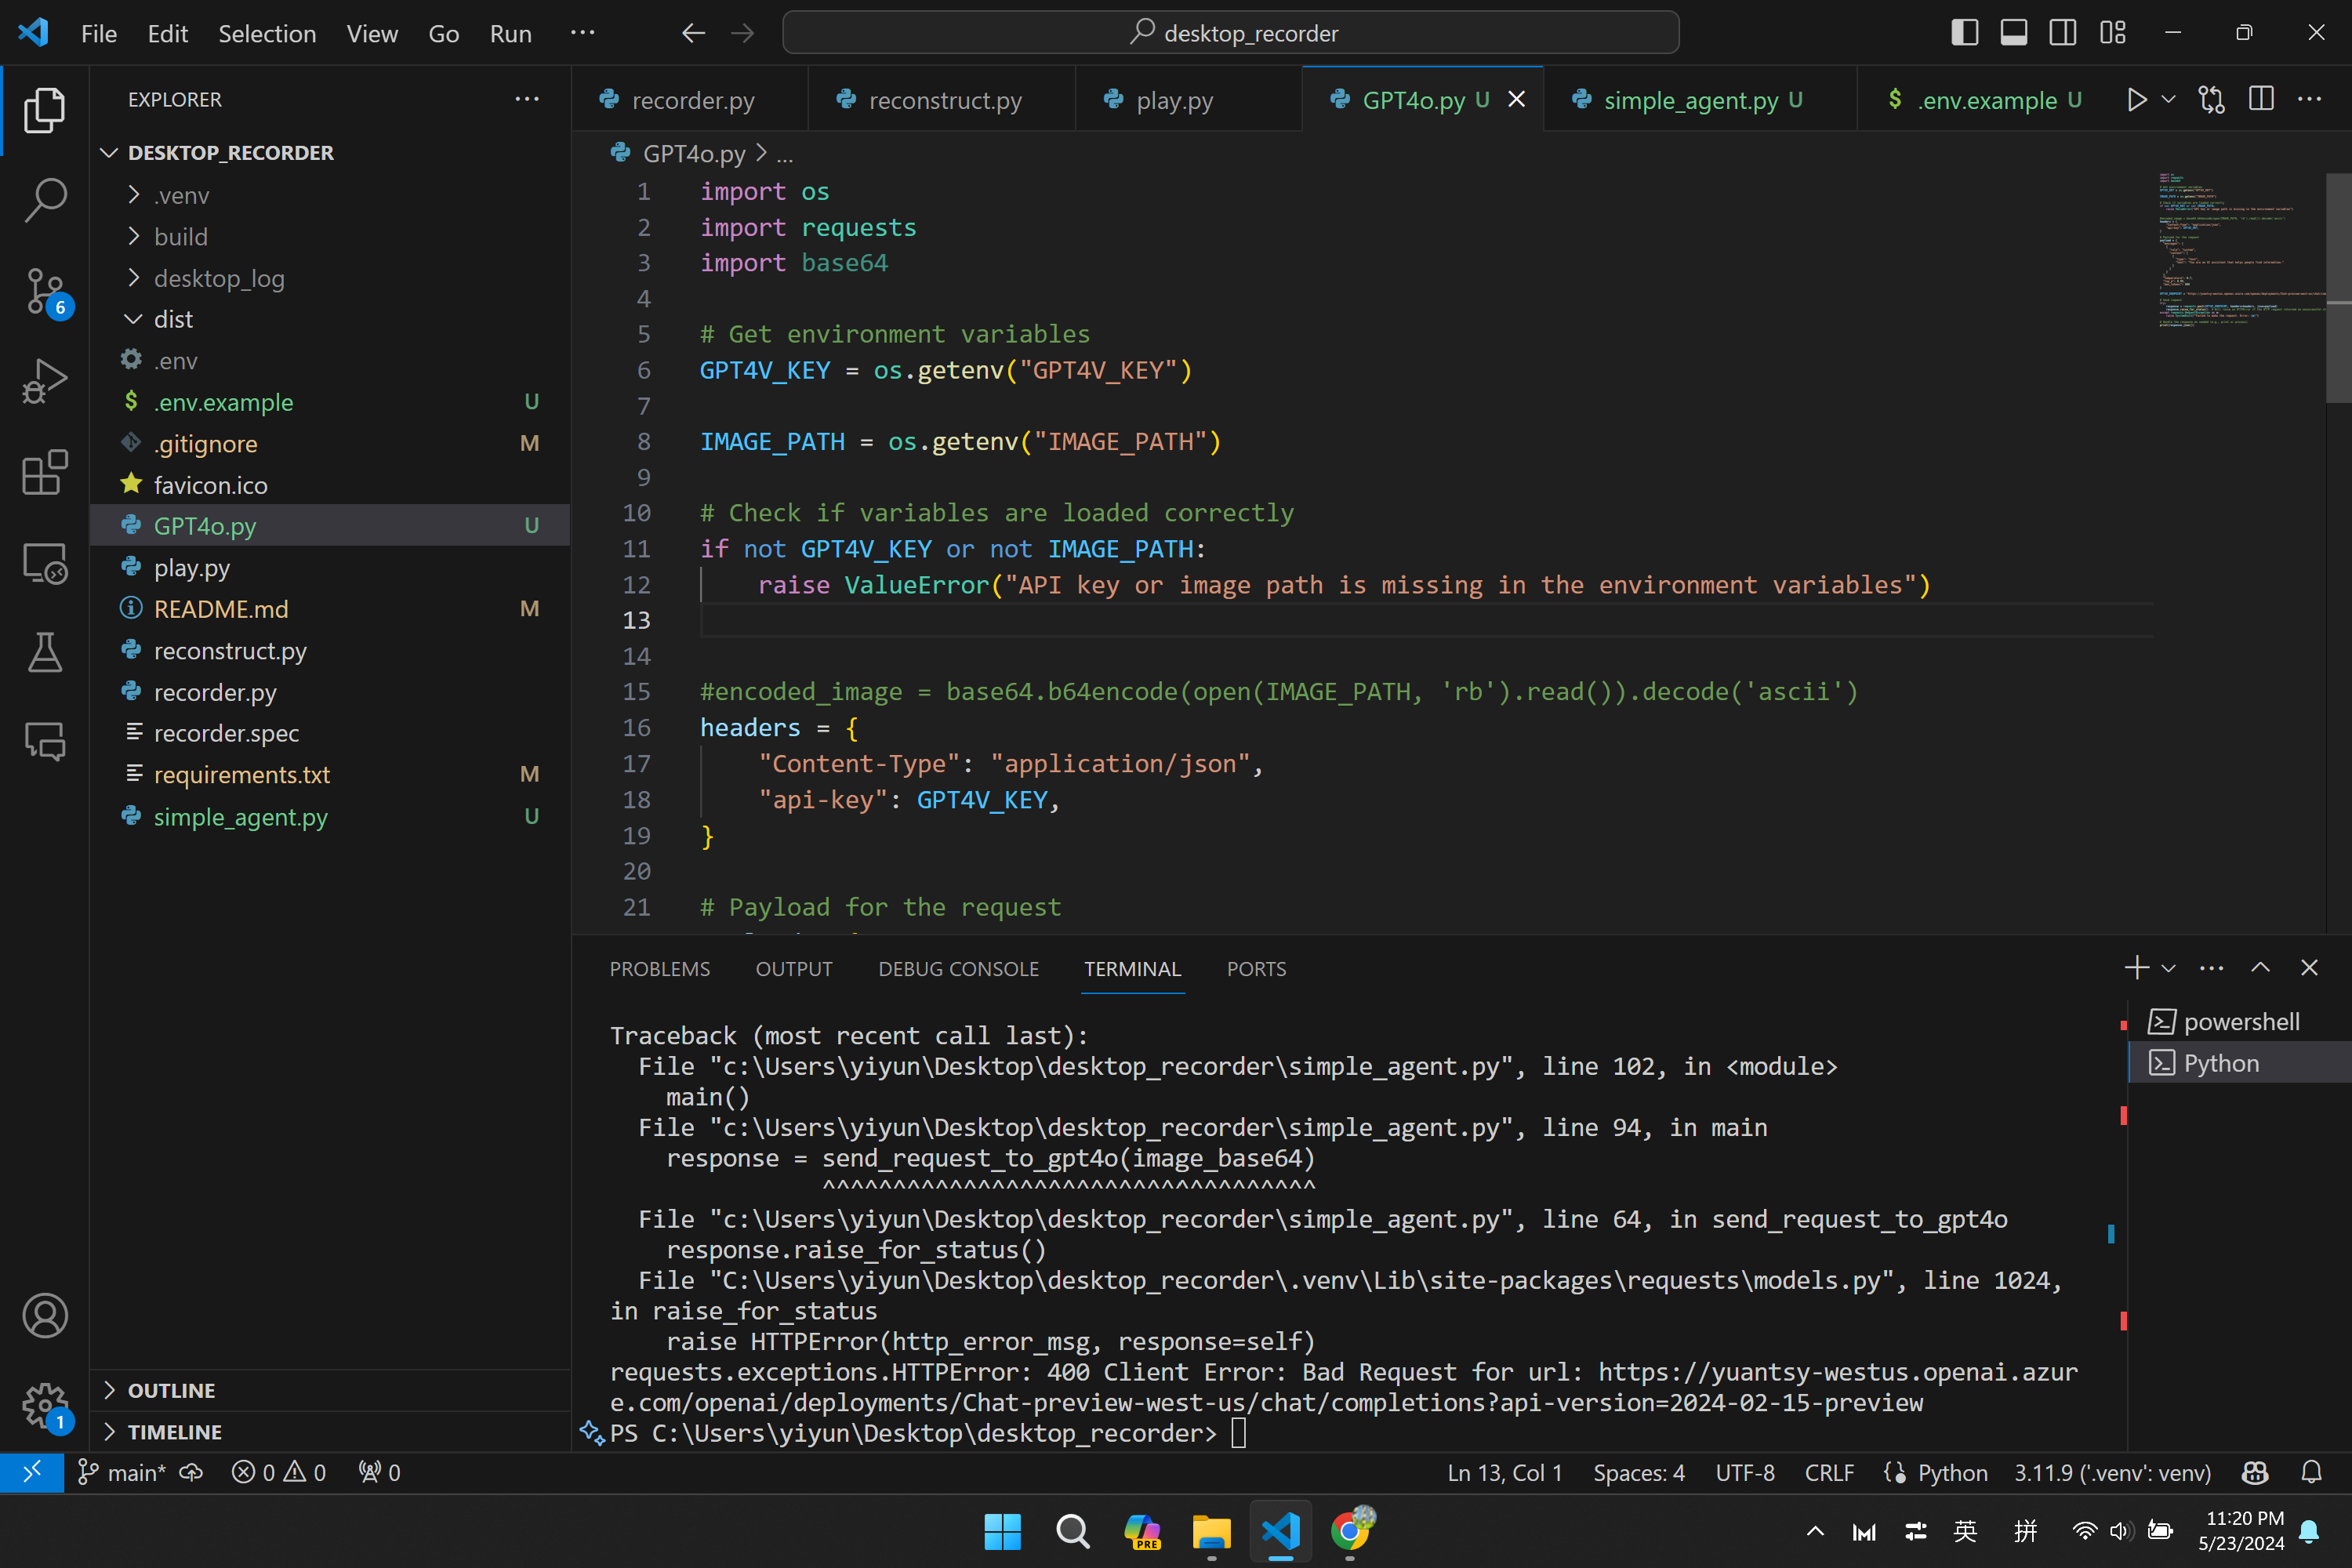 File Edit Selection View Go Run ···
desktop_recorder
EXPLORER
DESKTOP_RECORDER
.venv
build
desktop_log
dist
.env
.env.example U
.gitignore M
favicon.ico
GPT4o.py U
play.py
README.md M
reconstruct.py
recorder.py
recorder.spec
requirements.txt M
simple_agent.py U
OUTLINE
TIMELINE
6
1
recorder.py reconstruct.py play.py GPT4o.py U simple_agent.py U .env.example U
GPT4o.py > ...
1 import os
2 import requests
3 import base64
4
5 # Get environment variables
6 GPT4V_KEY = os.getenv("GPT4V_KEY")
7
8 IMAGE_PATH = os.getenv("IMAGE_PATH")
9
10 # Check if variables are loaded correctly
11 if not GPT4V_KEY or not IMAGE_PATH:
12 raise ValueError("API key or image path is missing in the environment variables")
13
14
15 #encoded_image = base64.b64encode(open(IMAGE_PATH, 'rb').read()).decode('ascii')
16 headers = {
17 "Content-Type": "application/json",
18 "api-key": GPT4V_KEY,
19 }
20
21 # Payload for the request
PROBLEMS OUTPUT DEBUG CONSOLE TERMINAL PORTS
powershell
Python
Traceback (most recent call last):
File "c:\Users\yiyun\Desktop\desktop_recorder\simple_agent.py", line 102, in <module>
main()
File "c:\Users\yiyun\Desktop\desktop_recorder\simple_agent.py", line 94, in main
response = send_request_to_gpt4o(image_base64)
^^^^^^^^^^^^^^^^^^^^^^^^^^^^^^^^^^^
File "c:\Users\yiyun\Desktop\desktop_recorder\simple_agent.py", line 64, in send_request_to_gpt4o
response.raise_for_status()
File "C:\Users\yiyun\Desktop\desktop_recorder\.venv\Lib\site-packages\requests\models.py", line 1024,
in raise_for_status
raise HTTPError(http_error_msg, response=self)
requests.exceptions.HTTPError: 400 Client Error: Bad Request for url: https://yuantsy-westus.openai.azur
e.com/openai/deployments/Chat-preview-west-us/chat/completions?api-version=2024-02-15-preview
PS C:\Users\yiyun\Desktop\desktop_recorder>
main* 0 0 0 Ln 13, Col 1 Spaces: 4 UTF-8 CRLF Python 3.11.9 ('.venv': venv)
PRE
英 拼 11:20 PM
5/23/2024